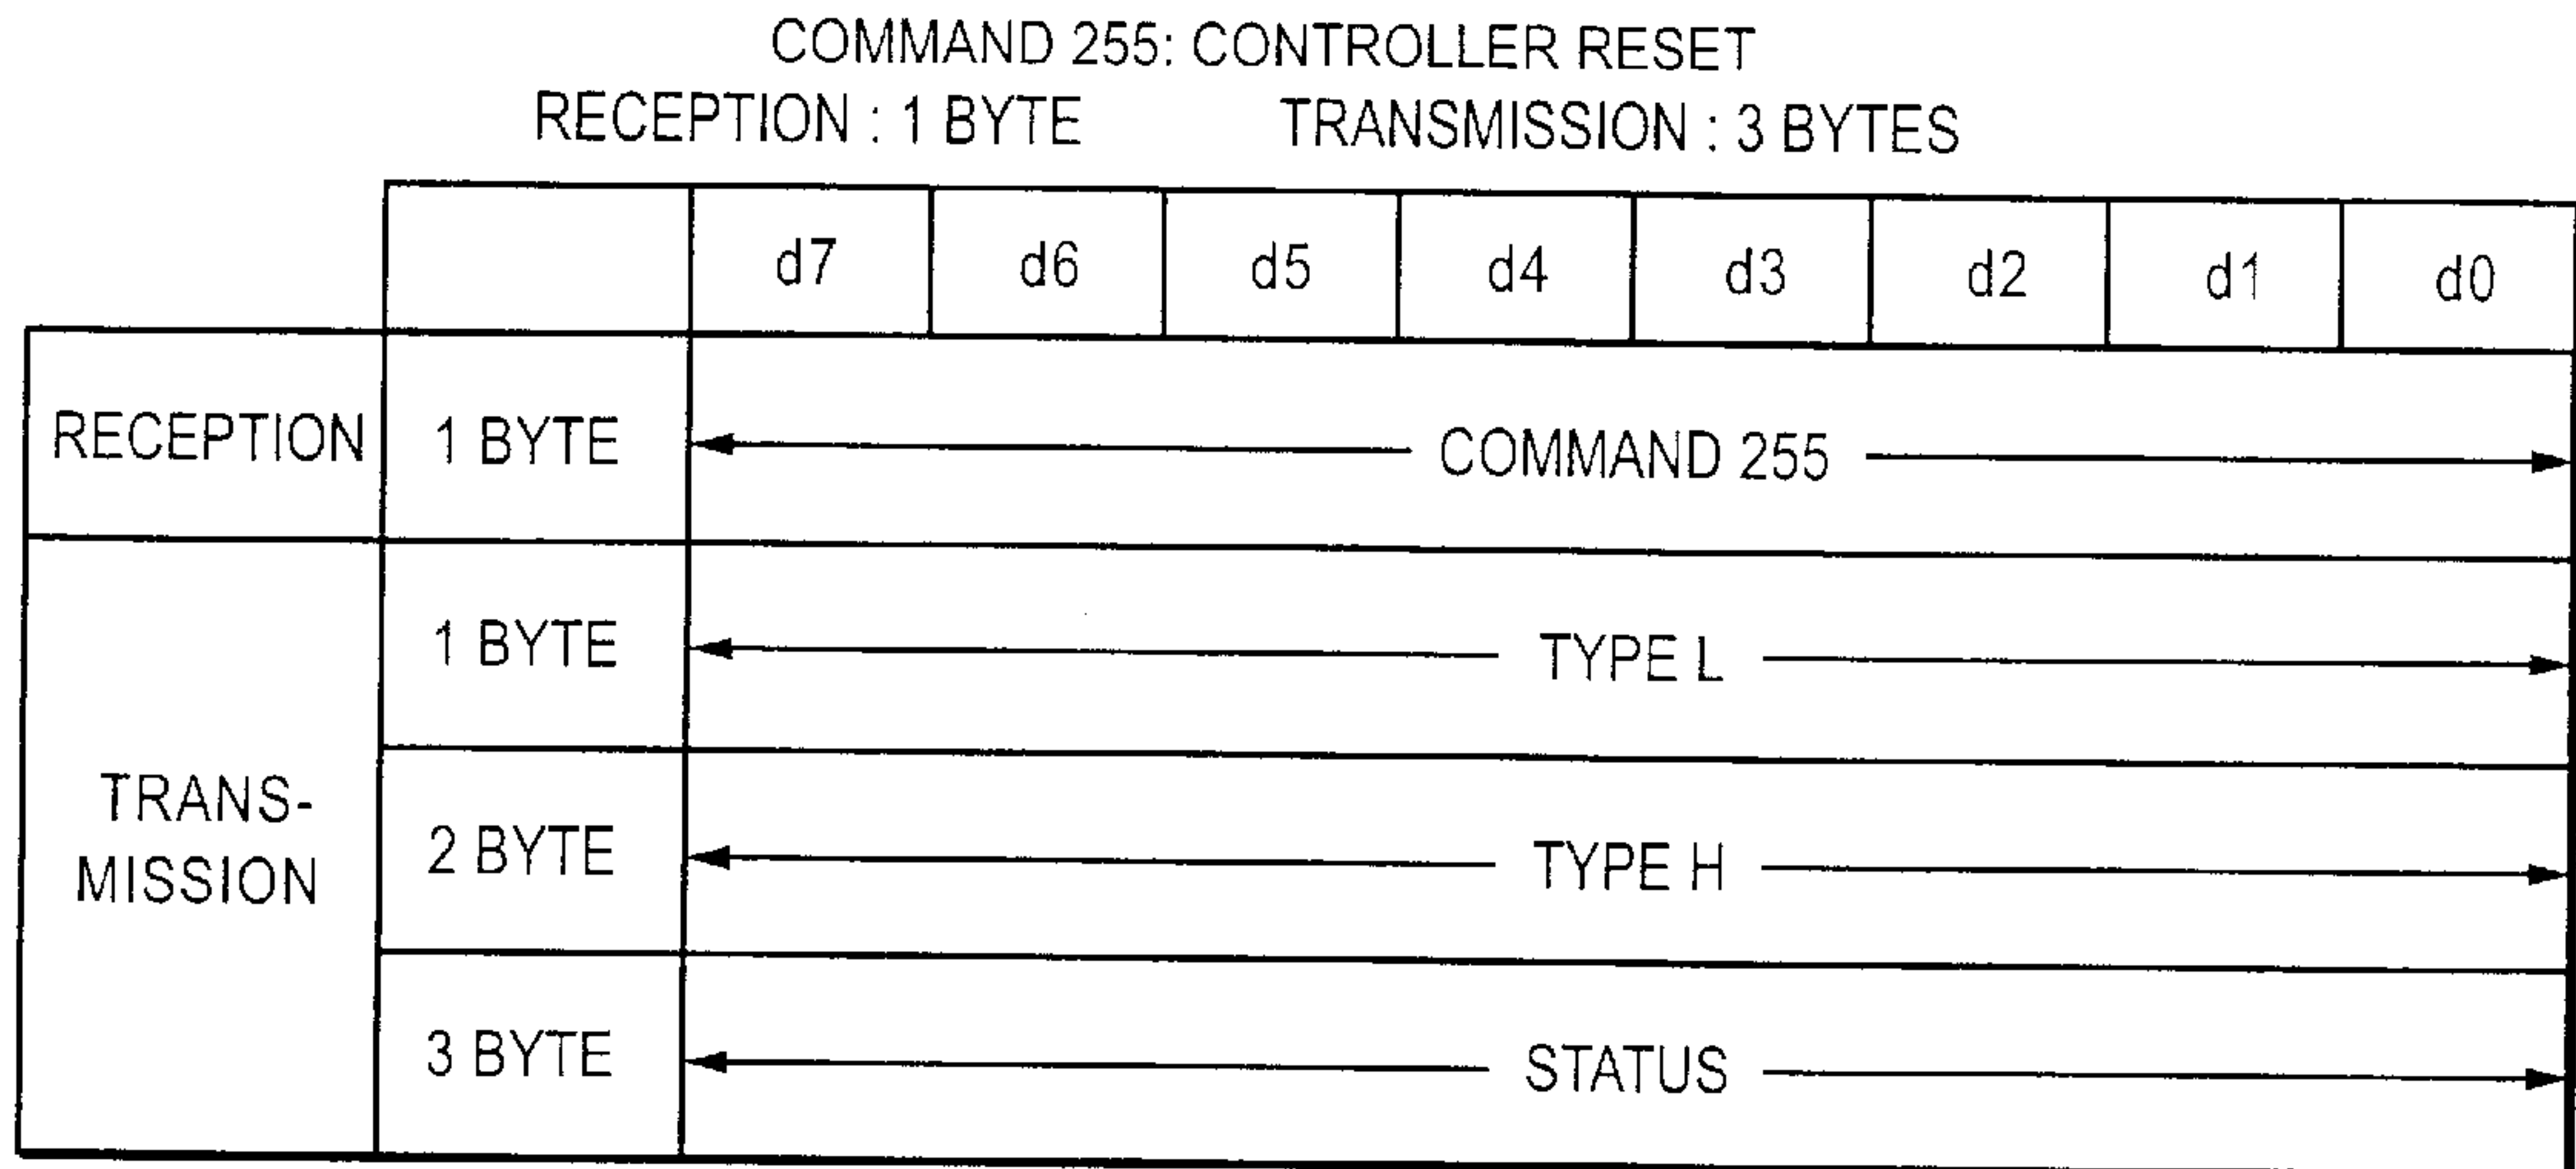 COMMAND 255: CONTROLLER RESET
RECEPTION : 1 BYTE TRANSMISSION : 3 BYTES
d7 d6 d5 d4 d3 d2 d1 d0
RECEPTION 1 BYTE COMMAND 255
TRANS-
MISSION
1 BYTE TYPE L
2 BYTE TYPE H
3 BYTE STATUS